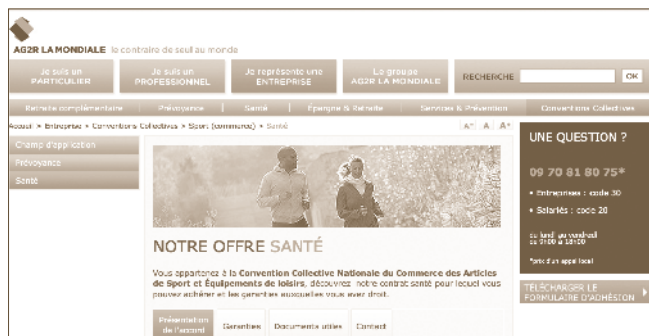 AG2R LA MONDIALE le contraire de seul au monde
Je suis un PARTICULIER
Je suis un PROFESSIONNEL
Je représente une ENTREPRISE
Le groupe AG2R LA MONDIALE
RECHERCHE OK
Retraite complémentaire Prévoyance Santé Épargne & Retraite Services & Prévention Conventions Collectives
Accueil > Entreprise > Conventions Collectives > Sport (commerce) > Santé A- A A+
Champ d'application
Prévoyance
Santé
NOTRE OFFRE SANTÉ
Vous appartenez à la Convention Collective Nationale du Commerce des Articles
de Sport et Équipements de loisirs, découvrez notre contrat santé pour lequel vous
pouvez adhérer et les garanties auxquelles vous avez droit.
Présentation de l'accord
Garanties Documents utiles Contact
UNE QUESTION ?
09 70 81 80 75*
• Entreprises : code 30
• Salariés : code 20
du lundi au vendredi
de 9h00 à 18h00
*prix d'un appel local
TÉLÉCHARGER LE
FORMULAIRE D'ADHÉSION